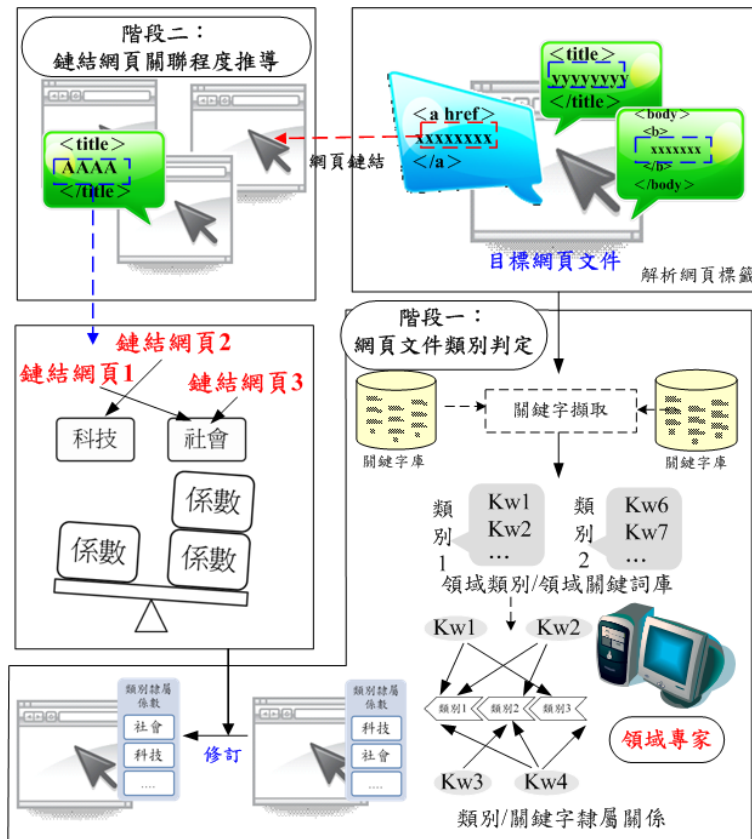 階段二：
鏈結網頁關聯程度推導
<title>
AAAA
</title>
<a href>
xxxxxxxx
</a>
網頁鏈結
<title>
yyyyyyyy
</title>
<body>
<b>
xxxxxxx
</b>
</body>
目標網頁文件
解析網頁標籤
鏈結網頁2
鏈結網頁1
鏈結網頁3
科技
社會
係數
係數
係數
階段一：
網頁文件類別判定
關鍵字庫
關鍵字擷取
關鍵字庫
類別1
Kw1
Kw2
…
類別2
Kw6
Kw7
…
領域類別/領域關鍵詞庫
Kw1
Kw2
類別1
類別2
類別3
Kw3
Kw4
領域專家
類別/關鍵字隸屬關係
類別隸屬
係數
社會
科技
....
修訂
類別隸屬
係數
科技
社會
....